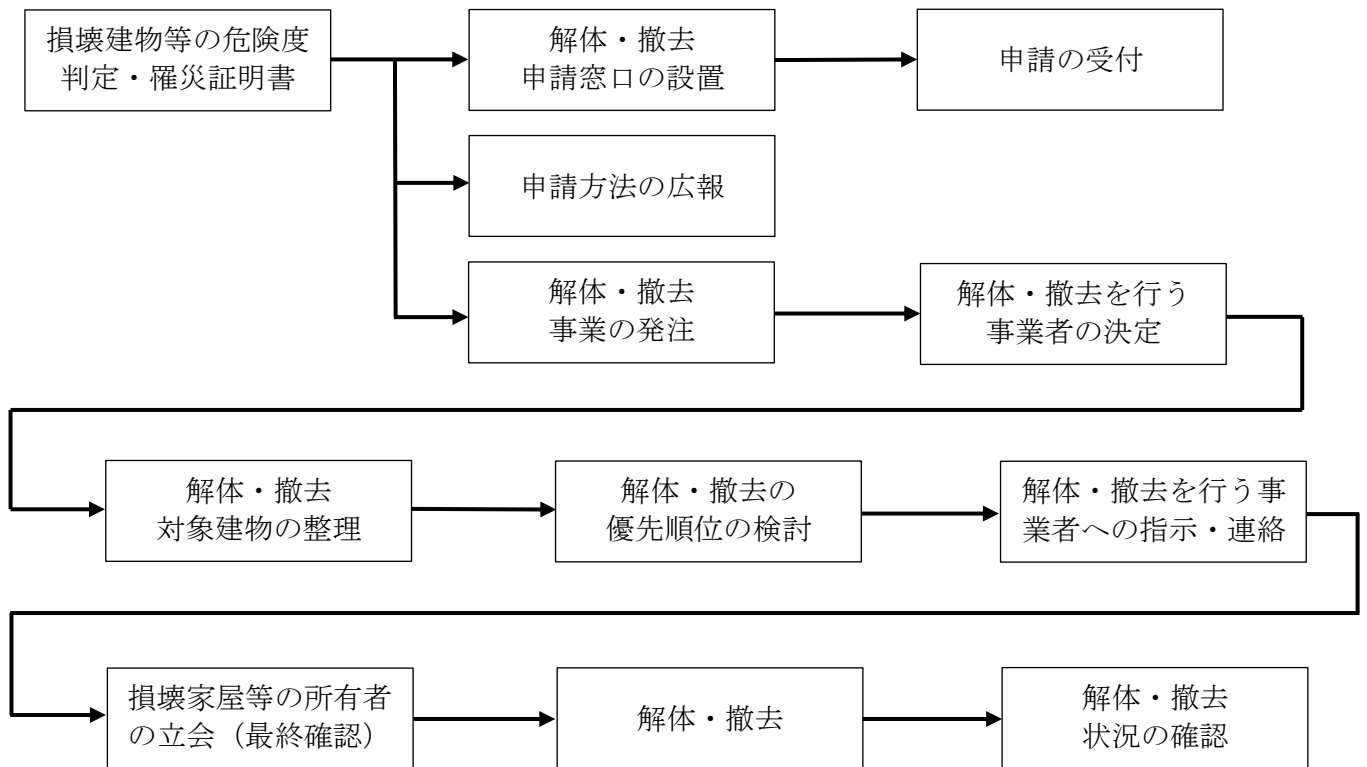 損壊建物等の危険度
判定・罹災証明書
解体・撤去
申請窓口の設置
申請の受付
申請方法の広報
解体・撤去
事業の発注
解体・撤去を行う
事業者の決定
解体・撤去
対象建物の整理
解体・撤去の
優先順位の検討
解体・撤去を行う事
業者への指示・連絡
損壊家屋等の所有者
の立会（最終確認）
解体・撤去
解体・撤去
状況の確認